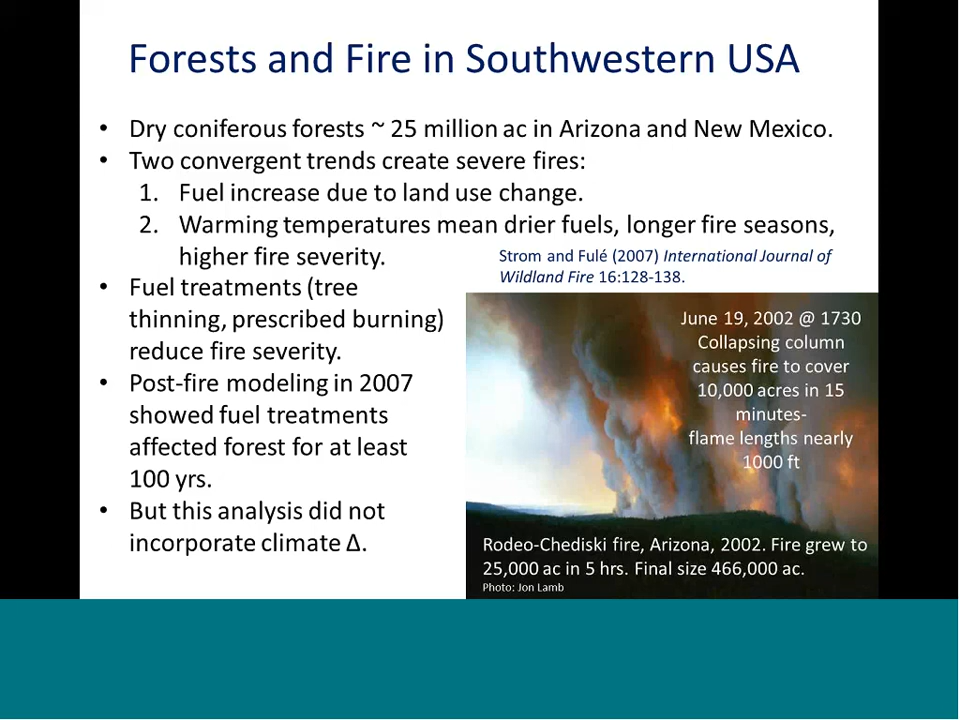 Forests and Fire in Southwestern USA
• Dry coniferous forests ~ 25 million ac in Arizona and New Mexico.
• Two convergent trends create severe fires:
1. Fuel increase due to land use change.
2. Warming temperatures mean drier fuels, longer fire seasons,
higher fire severity.
Strom and Fulé (2007) International Journal of
Wildland Fire 16:128-138.
• Fuel treatments (tree
thinning, prescribed burning)
reduce fire severity.
• Post-fire modeling in 2007
showed fuel treatments
affected forest for at least
100 yrs.
• But this analysis did not
incorporate climate Δ.
June 19, 2002 @ 1730
Collapsing column
causes fire to cover
10,000 acres in 15
minutes-
flame lengths nearly
1000 ft
Rodeo-Chediski fire, Arizona, 2002. Fire grew to
25,000 ac in 5 hrs. Final size 466,000 ac.
Photo: Jon Lamb